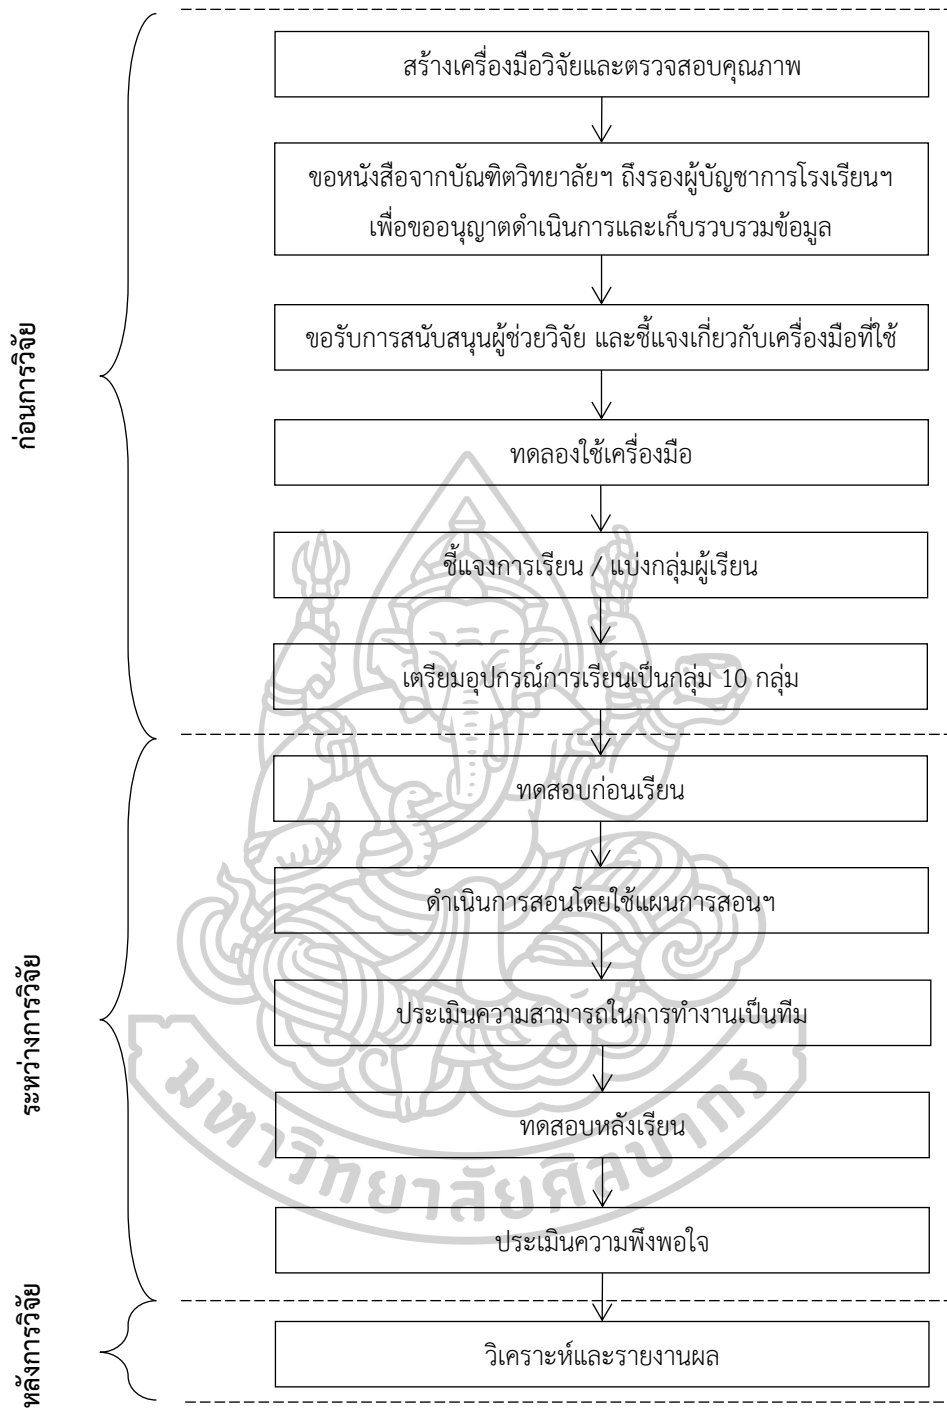 สร้างเครื่องมือวิจัยและตรวจสอบคุณภาพ
ขอหนังสือจากบัณฑิตวิทยาลัยฯ ถึงรองผู้บัญชาการโรงเรียนฯ
เพื่อขออนุญาตดำเนินการและเก็บรวบรวมข้อมูล
ก่อนการวิจัย
ขอรับการสนับสนุนผู้ช่วยวิจัย และชี้แจงเกี่ยวกับเครื่องมือที่ใช้
ทดลองใช้เครื่องมือ
ชี้แจงการเรียน / แบ่งกลุ่มผู้เรียน
เตรียมอุปกรณ์การเรียนเป็นกลุ่ม 10 กลุ่ม
ทดสอบก่อนเรียน
ดำเนินการสอนโดยใช้แผนการสอนฯ
ระหว่างการวิจัย
ประเมินความสามารถในการทำงานเป็นทีม
ทดสอบหลังเรียน
มหาวิทยาลัยศิลปากร
ประเมินความพึงพอใจ
หลังการวิจัย
วิเคราะห์และรายงานผล